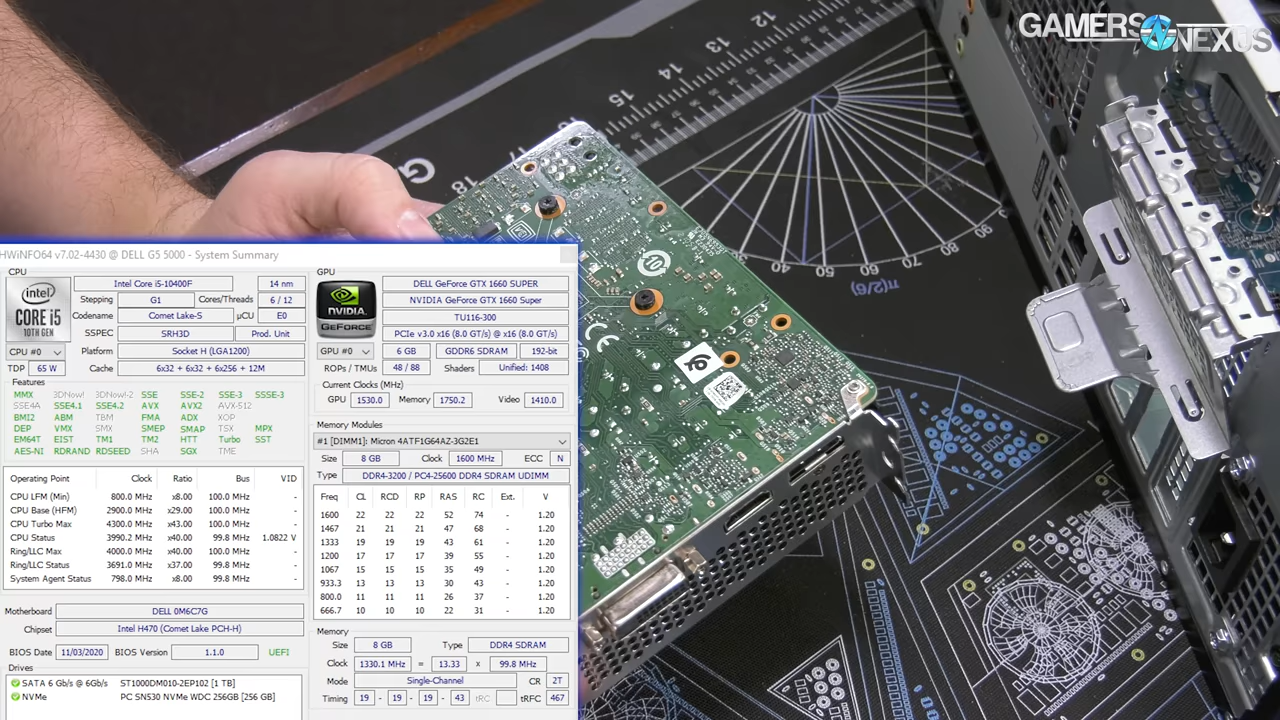 GAMERS NEXUS
12
13
14
15
18
G
90
80
70
60
50
40
π(2/6)
HWiNFO64 v7.02-4430 @ DELL G5 5000 - System Summary
CPU
intel
CORE i5
10TH GEN
Intel Core i5-10400F
14 nm
Stepping G1 Cores/Threads 6 / 12
Codename Comet Lake-S µCU E0
SSPEC SRH3D Prod. Unit
CPU #0 Platform Socket H (LGA1200)
TDP 65 W Cache 6x32 + 6x32 + 6x256 + 12M
Features
MMX 3DNow! 3DNow!-2 SSE SSE-2 SSE-3 SSSE-3
SSE4A SSE4.1 SSE4.2 AVX AVX2 AVX-512
BMI2 ABM TBM FMA ADX XOP
DEP VMX SMX SMEP SMAP TSX MPX
EM64T EIST TM1 TM2 HTT Turbo SST
AES-NI RDRAND RDSEED SHA SGX TME
Operating Point Clock Ratio Bus VID
CPU LFM (Min) 800.0 MHz x8.00 100.0 MHz -
CPU Base (HFM) 2900.0 MHz x29.00 100.0 MHz -
CPU Turbo Max 4300.0 MHz x43.00 100.0 MHz -
CPU Status 3990.2 MHz x40.00 99.8 MHz 1.0822 V
Ring/LLC Max 4000.0 MHz x40.00 100.0 MHz -
Ring/LLC Status 3691.0 MHz x37.00 99.8 MHz -
System Agent Status 798.0 MHz x8.00 99.8 MHz -
Motherboard DELL 0M6C7G
Chipset Intel H470 (Comet Lake PCH-H)
BIOS Date 11/03/2020 BIOS Version 1.1.0 UEFI
Drives
SATA 6 Gb/s @ 6Gb/s ST1000DM010-2EP102 [1 TB]
NVMe PC SN530 NVMe WDC 256GB [256 GB]
GPU
NVIDIA
GEFORCE
DELL GeForce GTX 1660 SUPER
NVIDIA GeForce GTX 1660 Super
TU116-300
PCIe v3.0 x16 (8.0 GT/s) @ x16 (8.0 GT/s)
GPU #0 6 GB GDDR6 SDRAM 192-bit
ROPs / TMUs 48 / 88 Shaders Unified: 1408
Current Clocks (MHz)
GPU 1530.0 Memory 1750.2 Video 1410.0
Memory Modules
#1 [DIMM1]: Micron 4ATF1G64AZ-3G2E1
Size 8 GB Clock 1600 MHz ECC N
Type DDR4-3200 / PC4-25600 DDR4 SDRAM UDIMM
Freq CL RCD RP RAS RC Ext. V
1600 22 22 22 52 74 - 1.20
1467 21 21 21 47 68 - 1.20
1333 19 19 19 43 61 - 1.20
1200 17 17 17 39 55 - 1.20
1067 15 15 15 35 49 - 1.20
933.3 13 13 13 30 43 - 1.20
800.0 11 11 11 26 37 - 1.20
666.7 10 10 10 22 31 - 1.20
Memory
Size 8 GB Type DDR4 SDRAM
Clock 1330.1 MHz = 13.33 x 99.8 MHz
Mode Single-Channel CR 2T
Timing 19 - 19 - 19 - 43 tRC tRFC 467